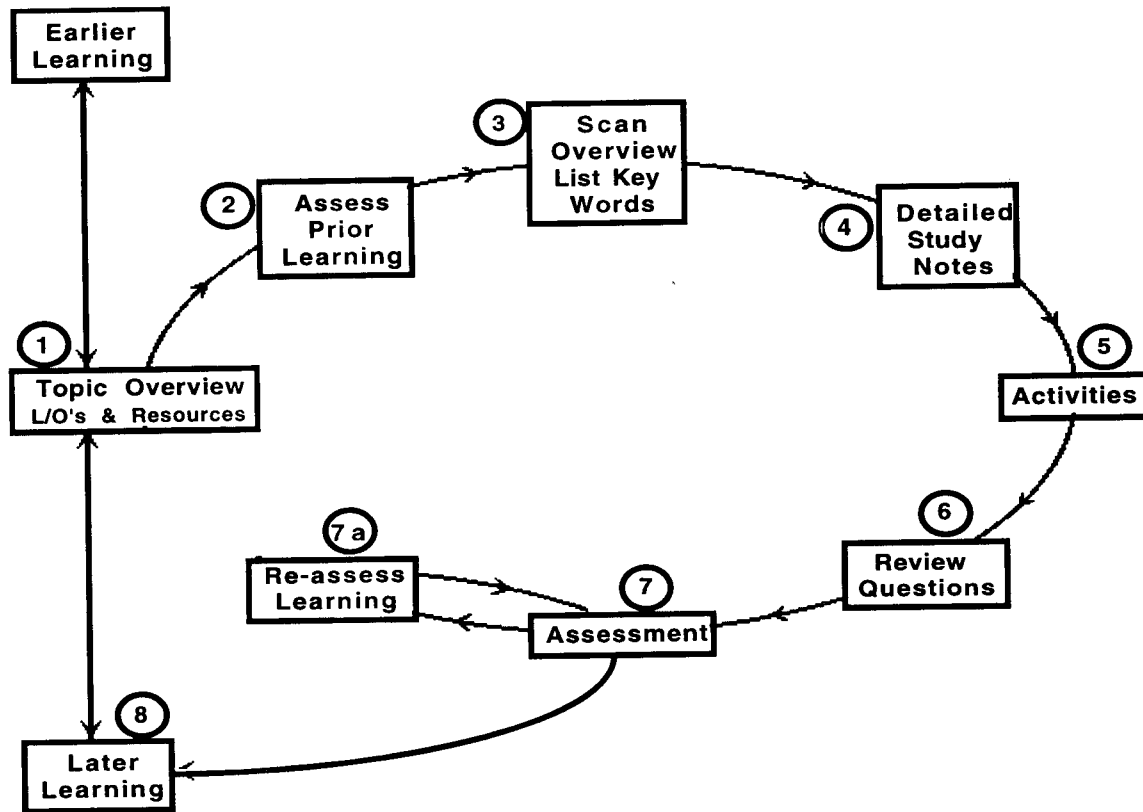 Earlier
Learning
3
Scan
Overview
List Key
Words
2
Assess
Prior
Learning
4
Detailed
Study
Notes
1
Topic Overview
L/O's & Resources
5
Activities
6
Review
Questions
7a
Re-assess
Learning
7
Assessment
8
Later
Learning